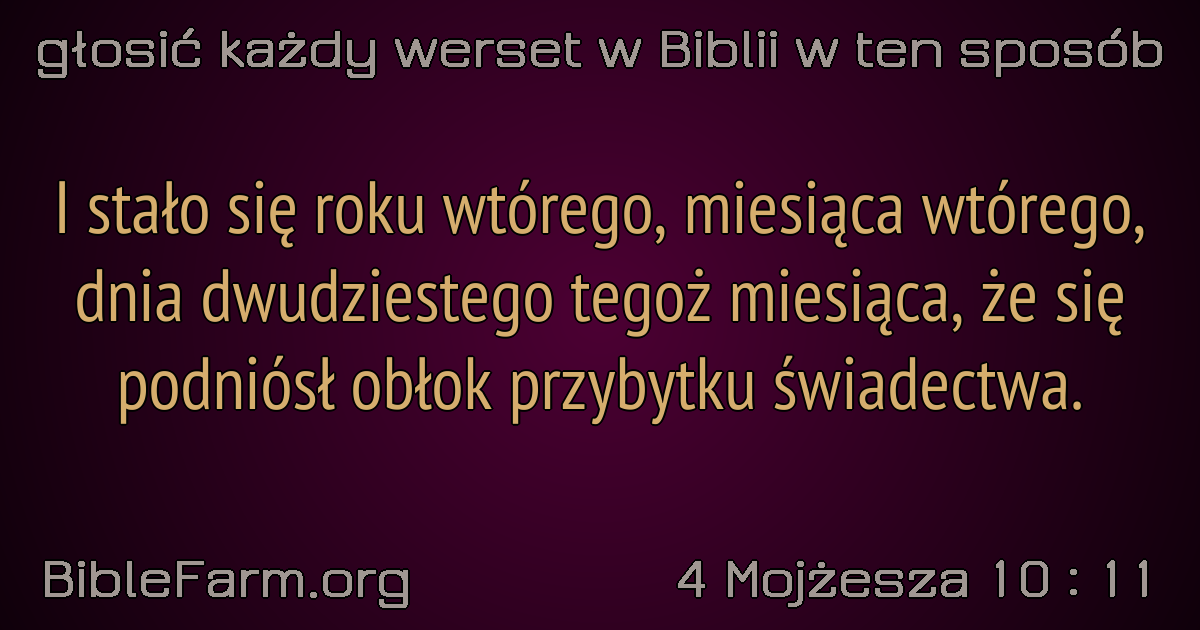 głosić każdy werset w Biblii w ten sposób
I stało się roku wtórego, miesiąca wtórego,
dnia dwudziestego tegoż miesiąca, że się
podniósł obłok przybytku świadectwa.
BibleFarm.org
4 Mojżesza 10 : 11